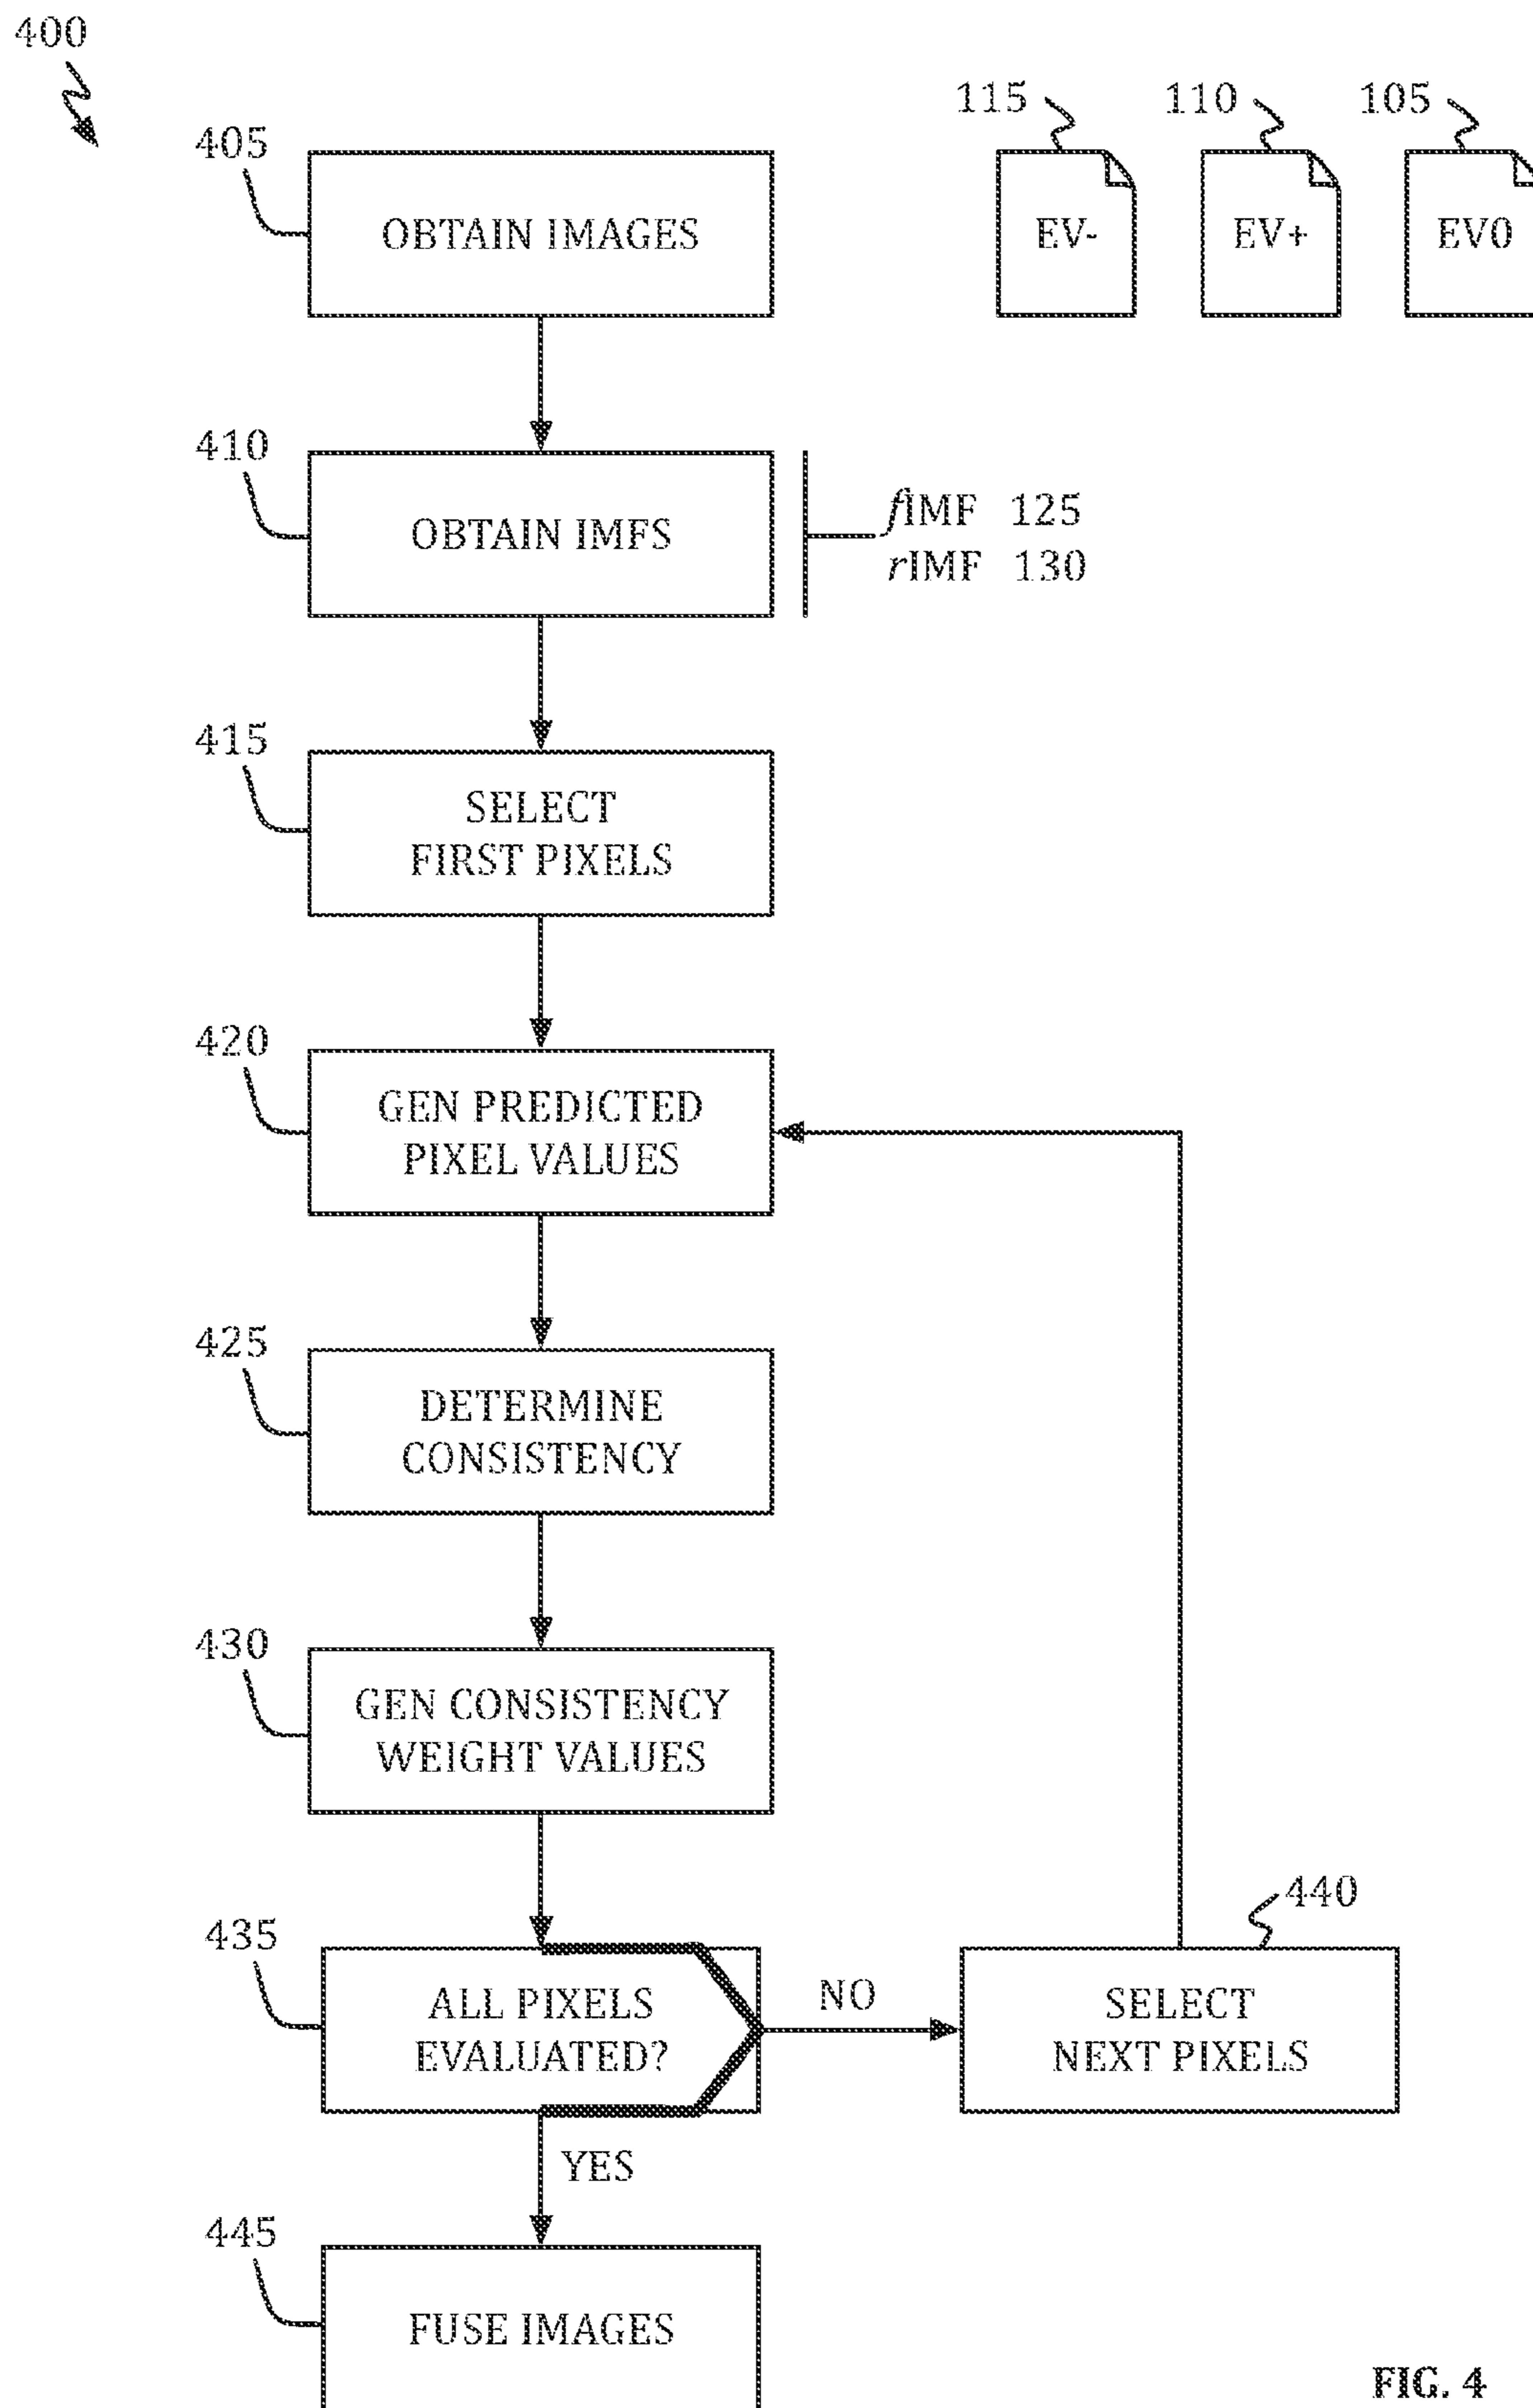 400
115
110
105
405
OBTAIN IMAGES
EV-
EV+
EV0
410
OBTAIN IMFS
fIMF 125
rIMF 130
415
SELECT
FIRST PIXELS
420
GEN PREDICTED
PIXEL VALUES
425
DETERMINE
CONSISTENCY
430
GEN CONSISTENCY
WEIGHT VALUES
435
ALL PIXELS
EVALUATED?
NO
440
SELECT
NEXT PIXELS
YES
445
FUSE IMAGES
FIG. 4